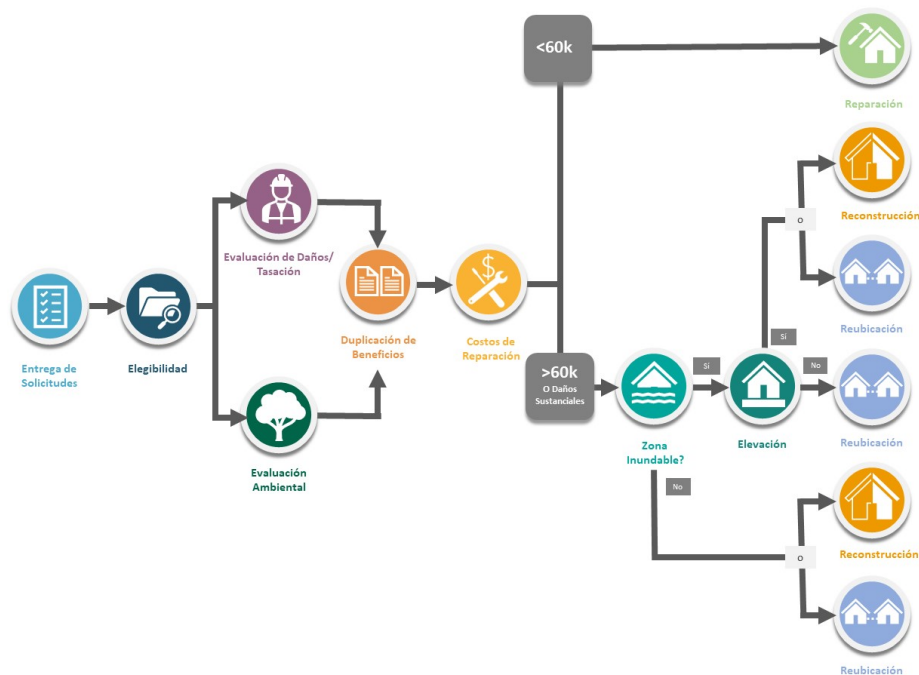 Entrega de
Solicitudes
Elegibilidad
Evaluación de Daños/
Tasación
Evaluación
Ambiental
Duplicación de
Beneficios
Costos de
Reparación
<60k
Reparación
>60k
O Daños
Sustanciales
Zona
Inundable?
Sí
Elevación
Sí
O
Reconstrucción
Reubicación
No
Reubicación
No
O
Reconstrucción
Reubicación